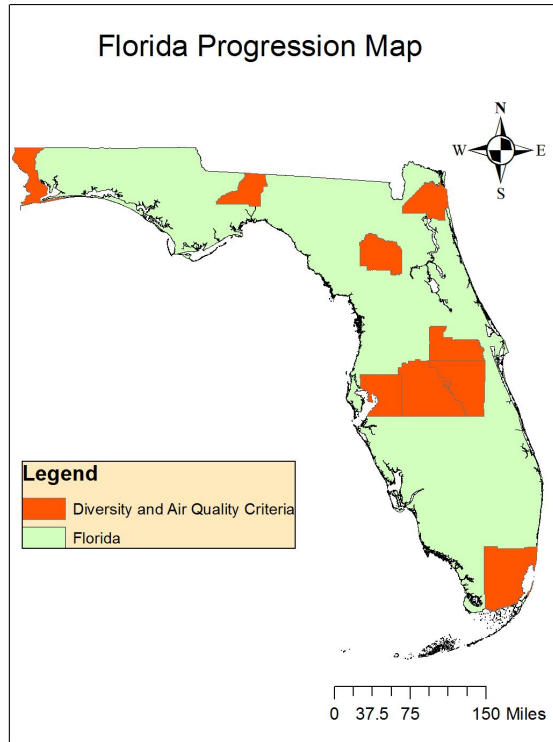 Florida Progression Map
N
W E
S
Legend
Diversity and Air Quality Criteria
Florida
0 37.5 75 150 Miles